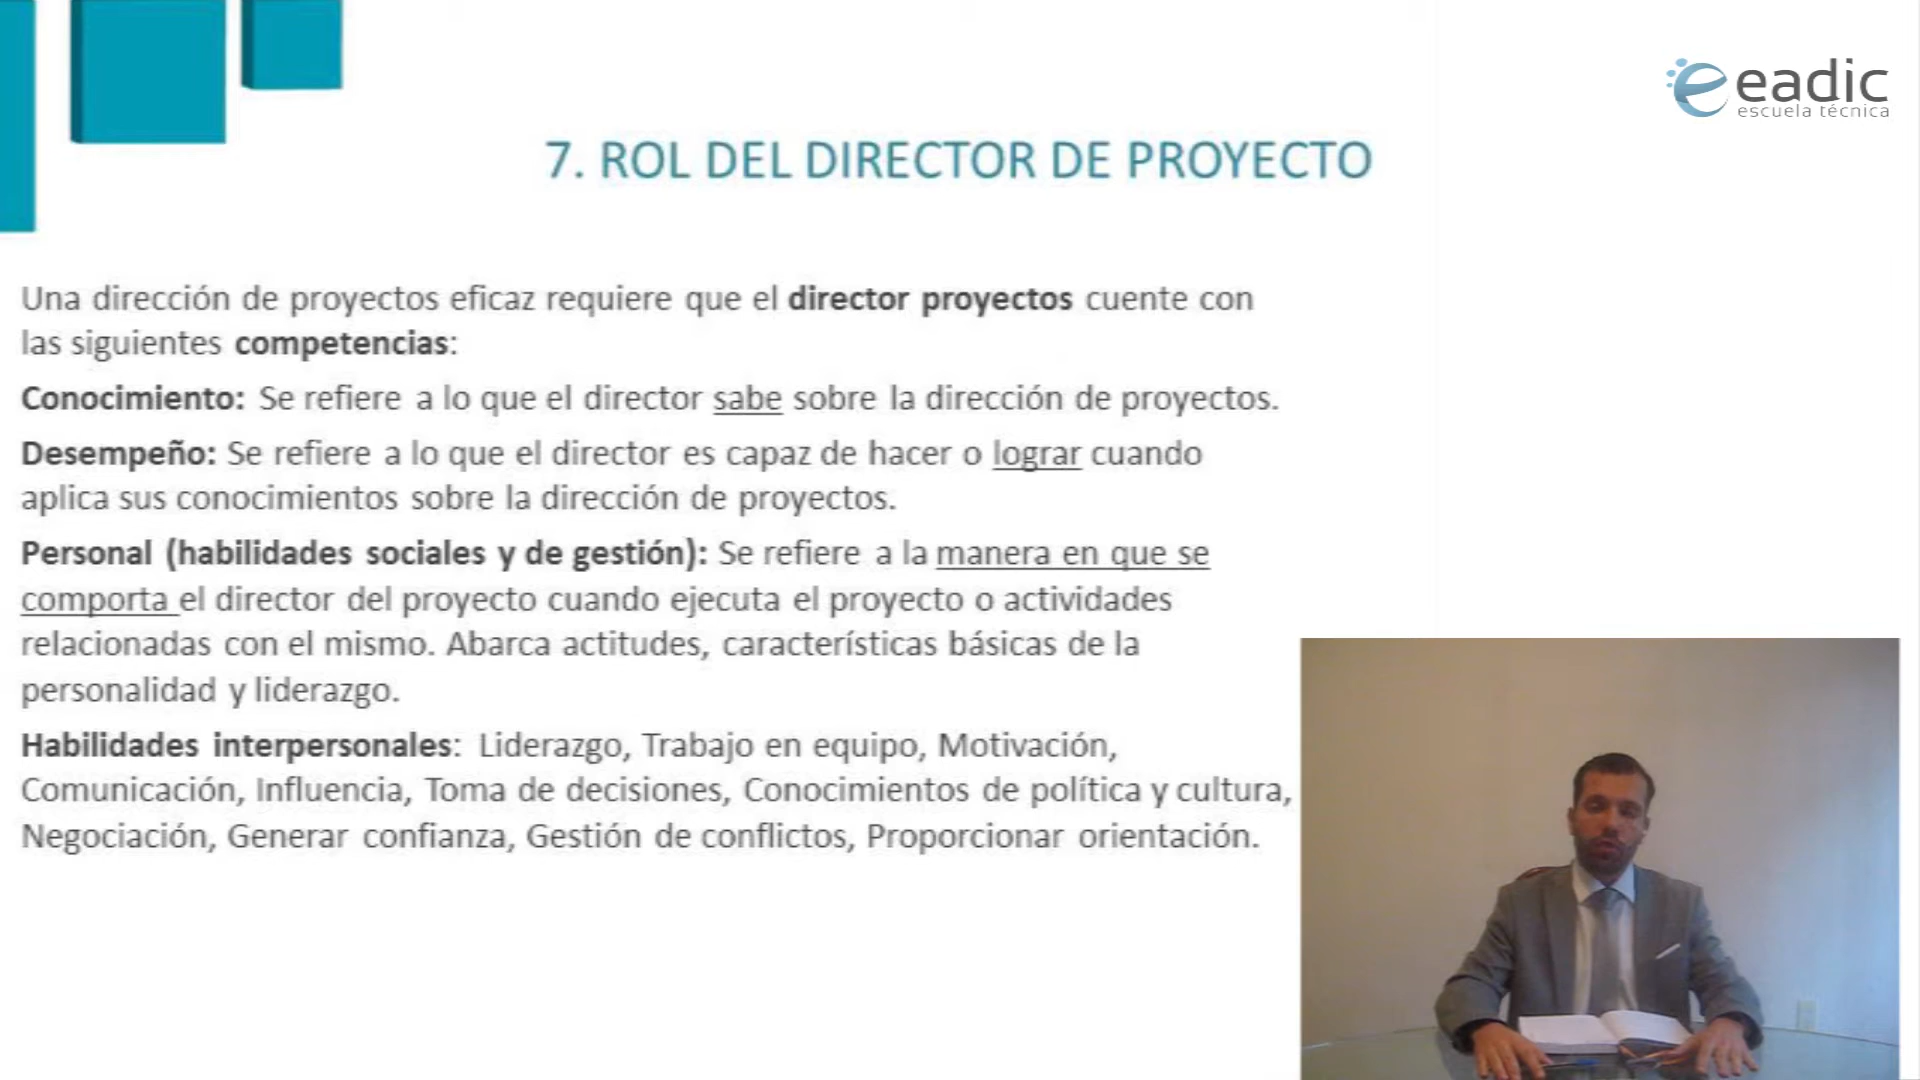 eadic
escuela técnica
7. ROL DEL DIRECTOR DE PROYECTO
Una dirección de proyectos eficaz requiere que el director proyectos cuente con
las siguientes competencias:
Conocimiento: Se refiere a lo que el director sabe sobre la dirección de proyectos.
Desempeño: Se refiere a lo que el director es capaz de hacer o lograr cuando
aplica sus conocimientos sobre la dirección de proyectos.
Personal (habilidades sociales y de gestión): Se refiere a la manera en que se
comporta el director del proyecto cuando ejecuta el proyecto o actividades
relacionadas con el mismo. Abarca actitudes, características básicas de la
personalidad y liderazgo.
Habilidades interpersonales: Liderazgo, Trabajo en equipo, Motivación,
Comunicación, Influencia, Toma de decisiones, Conocimientos de política y cultura,
Negociación, Generar confianza, Gestión de conflictos, Proporcionar orientación.